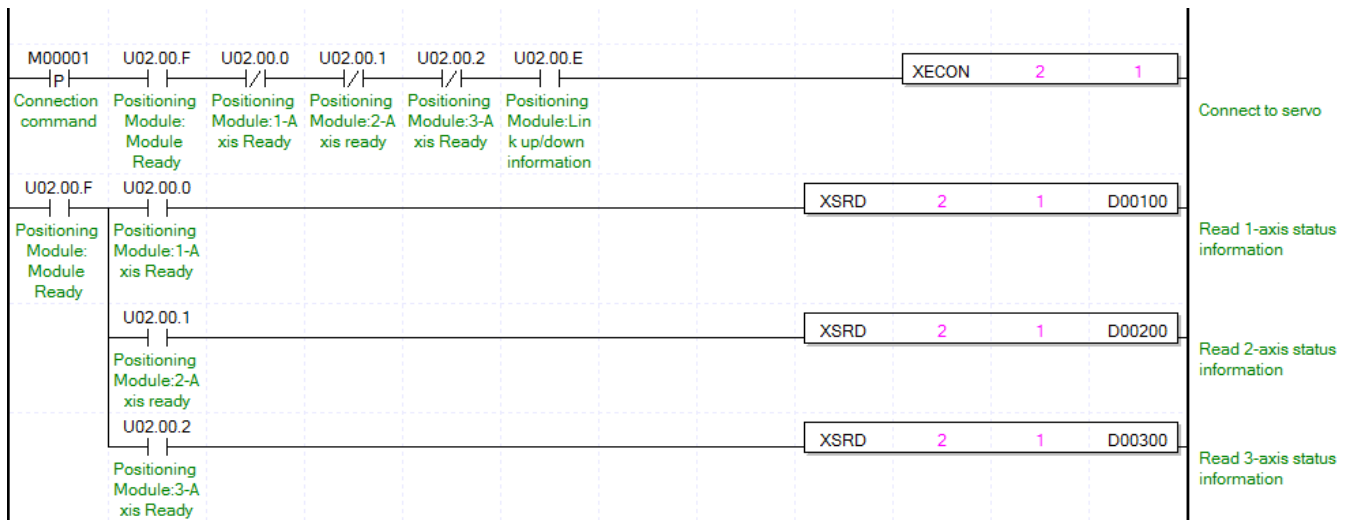 M00001 U02.00.F U02.00.0 U02.00.1 U02.00.2 U02.00.E
P
XECON 2 1
Connection Positioning Positioning Positioning Positioning Positioning
command Module: Module:1-A Module:2-A Module:3-A Module:Lin
Module xis Ready xis ready xis Ready k up/down
Ready information
Connect to servo
U02.00.F U02.00.0
XSRD 2 1 D00100
Positioning Positioning
Module: Module:1-A
Module xis Ready
Ready
Read 1-axis status
information
U02.00.1
XSRD 2 1 D00200
Positioning
Module:2-A
xis ready
Read 2-axis status
information
U02.00.2
XSRD 2 1 D00300
Positioning
Module:3-A
xis Ready
Read 3-axis status
information